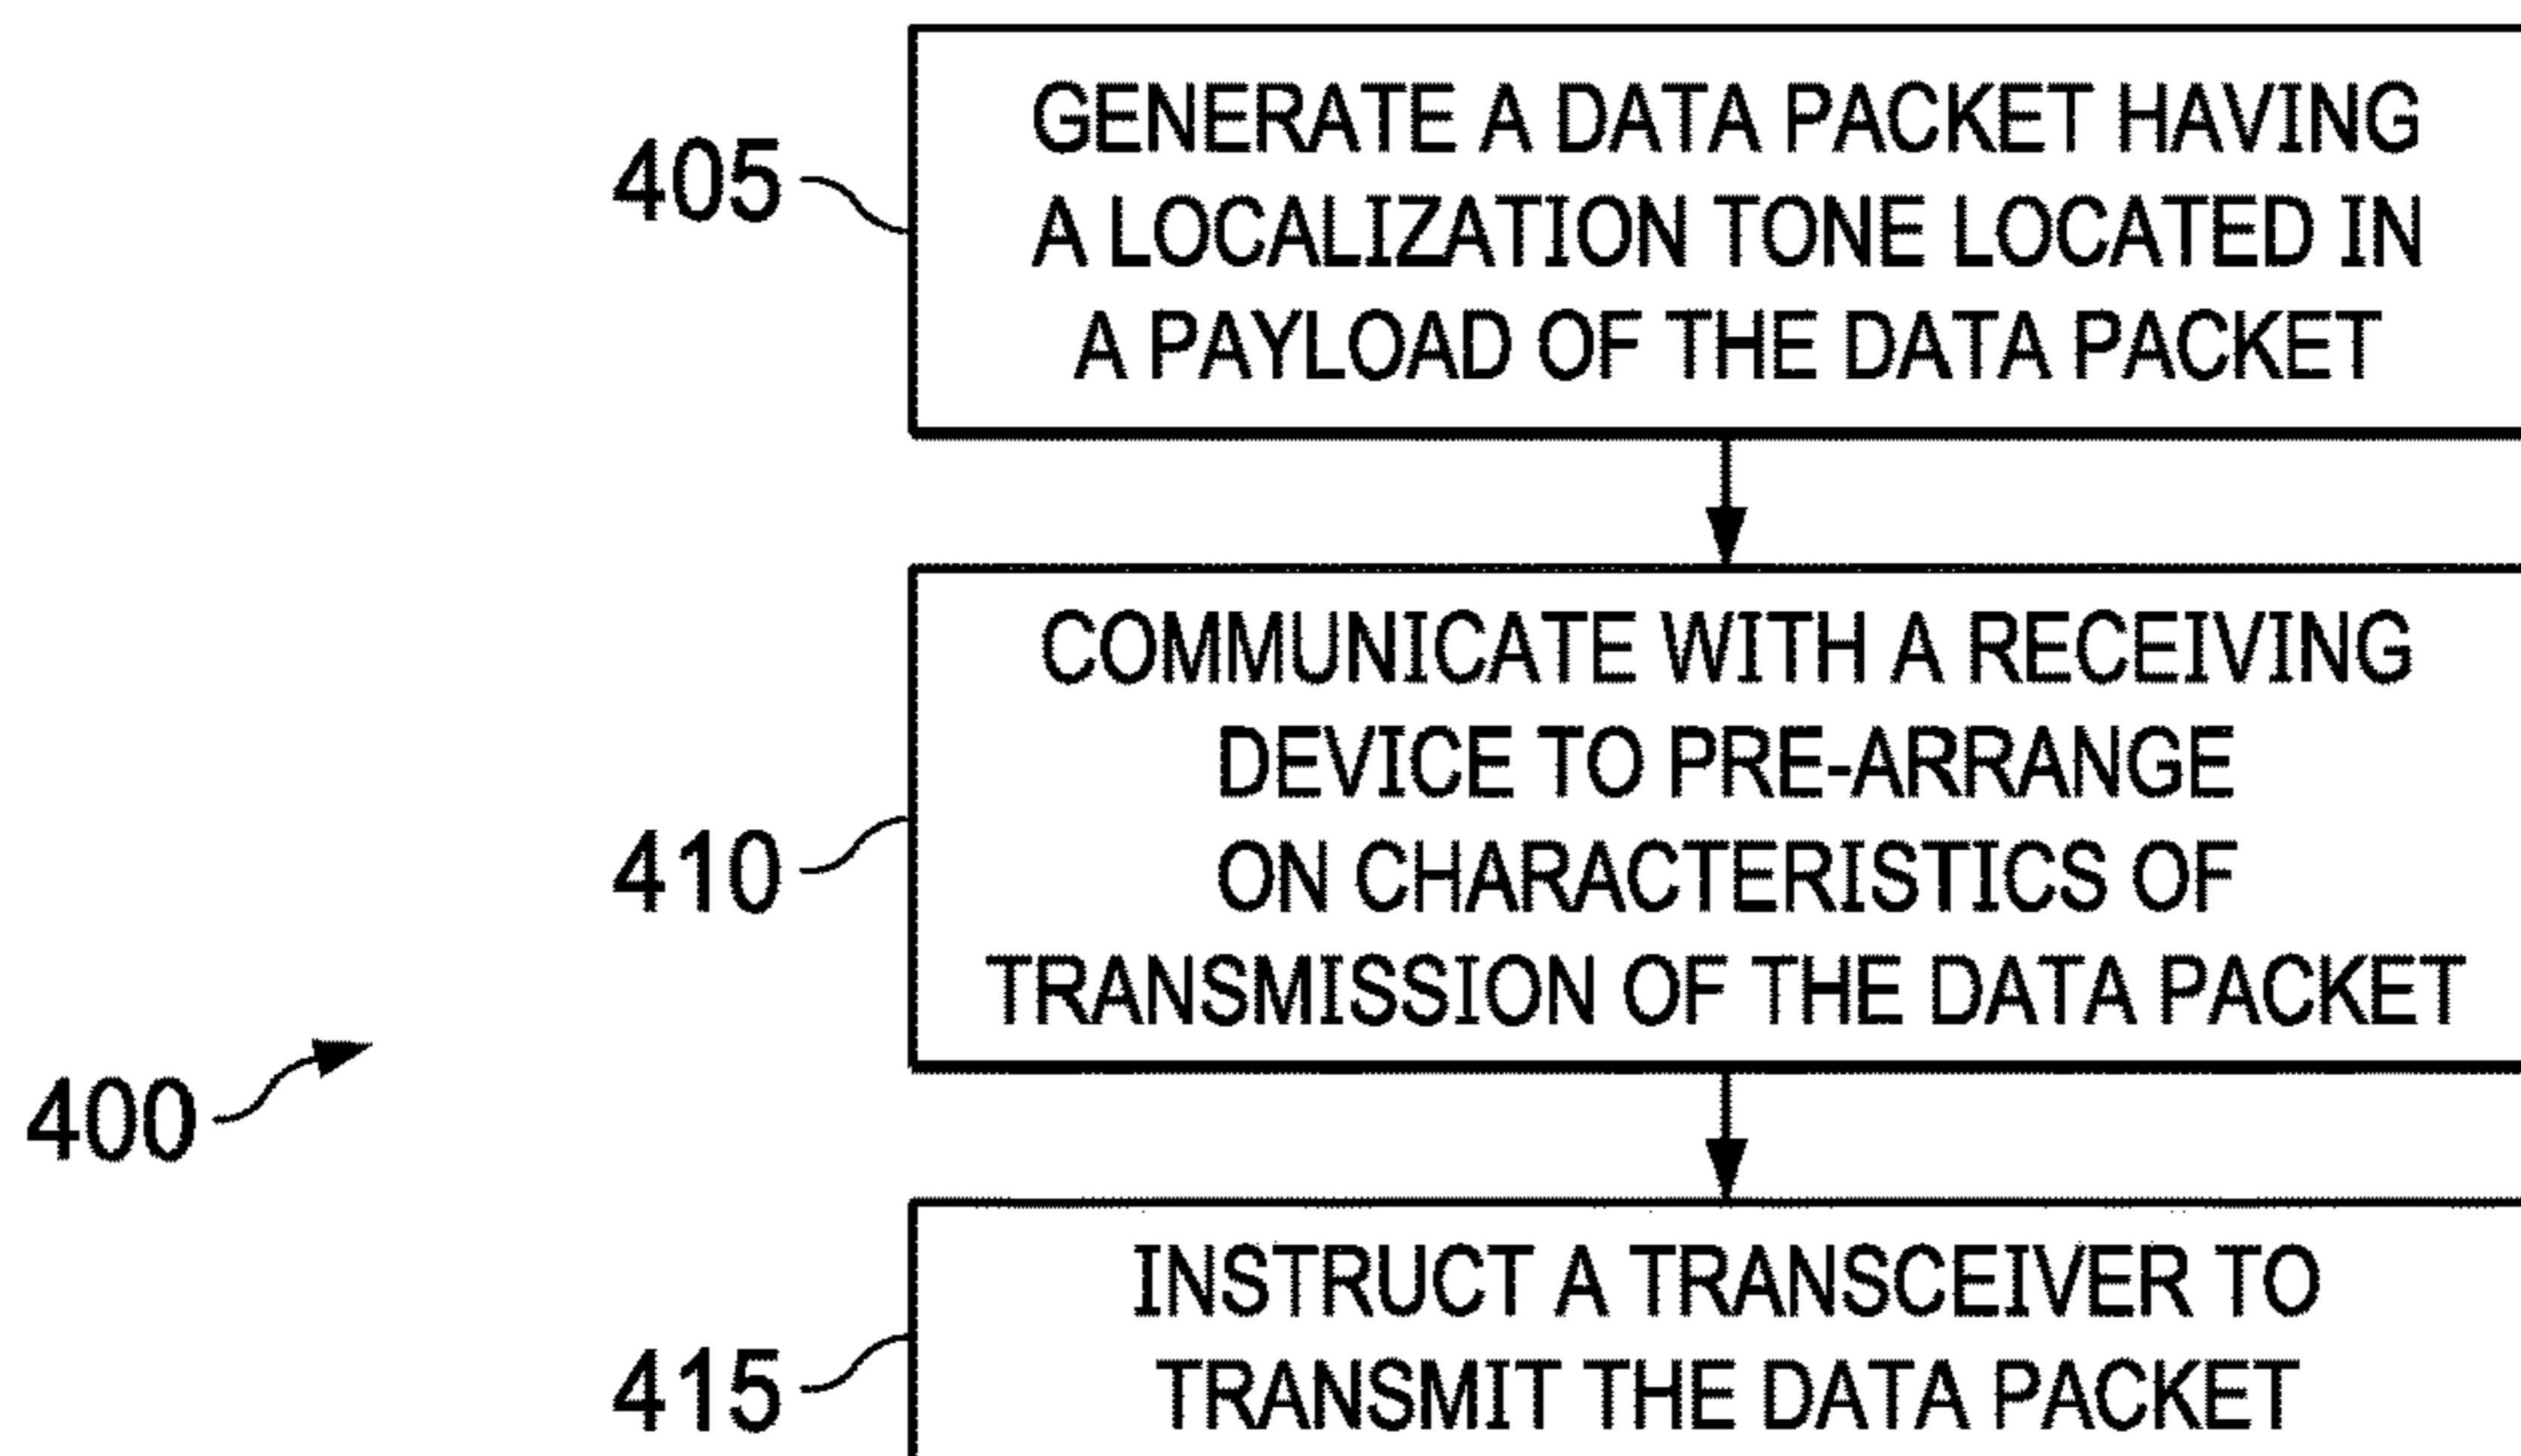 405
GENERATE A DATA PACKET HAVING
A LOCALIZATION TONE LOCATED IN
A PAYLOAD OF THE DATA PACKET
410
COMMUNICATE WITH A RECEIVING
DEVICE TO PRE-ARRANGE
ON CHARACTERISTICS OF
TRANSMISSION OF THE DATA PACKET
400
415
INSTRUCT A TRANSCEIVER TO
TRANSMIT THE DATA PACKET